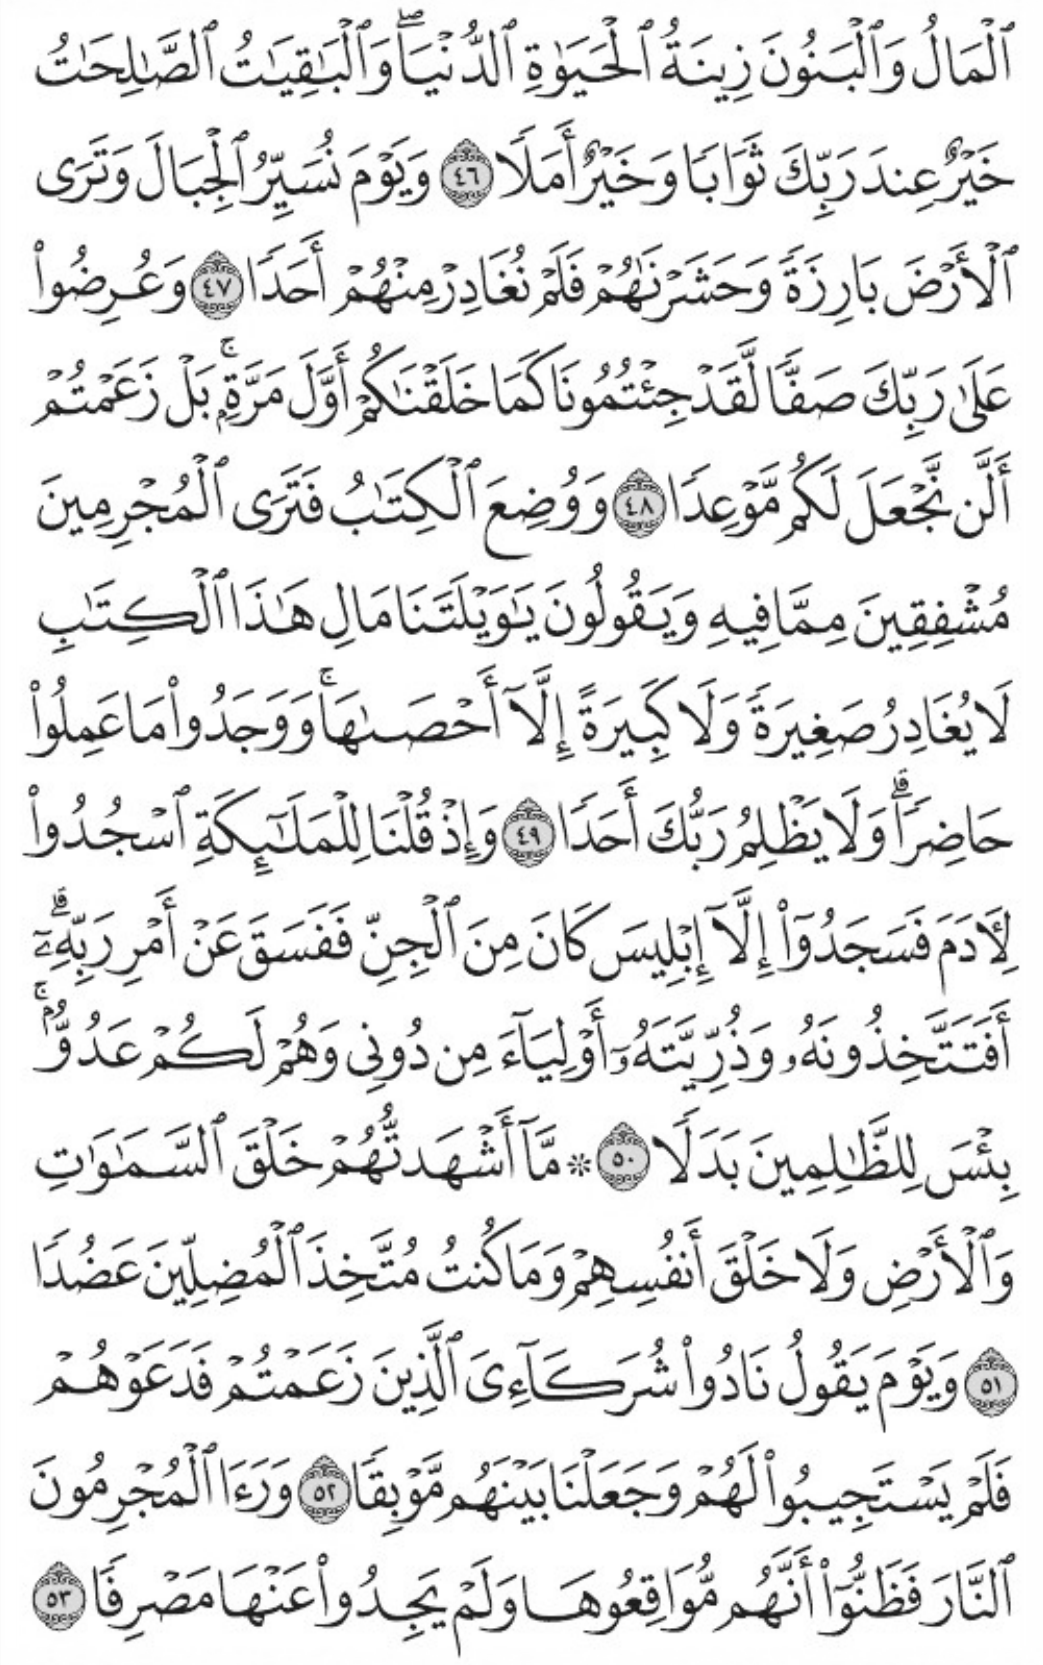 ٱلْمَالُ وَٱلْبَنُونَ زِينَةُ ٱلْحَيَوٰةِ ٱلدُّنْيَاۖ وَٱلْبَٰقِيَٰتُ ٱلصَّٰلِحَٰتُ
خَيْرٌ عِندَ رَبِّكَ ثَوَابًا وَخَيْرٌ أَمَلًا ٤٦ وَيَوْمَ نُسَيِّرُ ٱلْجِبَالَ وَتَرَى
ٱلْأَرْضَ بَارِزَةً وَحَشَرْنَٰهُمْ فَلَمْ نُغَادِرْ مِنْهُمْ أَحَدًا ٤٧ وَعُرِضُوا۟
عَلَىٰ رَبِّكَ صَفًّا لَّقَدْ جِئْتُمُونَا كَمَا خَلَقْنَٰكُمْ أَوَّلَ مَرَّةٍۭۚ بَلْ زَعَمْتُمْ
أَلَّن نَّجْعَلَ لَكُم مَّوْعِدًا ٤٨ وَوُضِعَ ٱلْكِتَٰبُ فَتَرَى ٱلْمُجْرِمِينَ
مُشْفِقِينَ مِمَّا فِيهِ وَيَقُولُونَ يَٰوَيْلَتَنَا مَالِ هَٰذَا ٱلْكِتَٰبِ
لَا يُغَادِرُ صَغِيرَةً وَلَا كَبِيرَةً إِلَّآ أَحْصَىٰهَاۚ وَوَجَدُوا۟ مَا عَمِلُوا۟
حَاضِرًاۗ وَلَا يَظْلِمُ رَبُّكَ أَحَدًا ٤٩ وَإِذْ قُلْنَا لِلْمَلَٰٓئِكَةِ ٱسْجُدُوا۟
لِـَٔادَمَ فَسَجَدُوٓا۟ إِلَّآ إِبْلِيسَ كَانَ مِنَ ٱلْجِنِّ فَفَسَقَ عَنْ أَمْرِ رَبِّهِۦٓۗ
أَفَتَتَّخِذُونَهُۥ وَذُرِّيَّتَهُۥٓ أَوْلِيَآءَ مِن دُونِى وَهُمْ لَكُمْ عَدُوٌّۢۚ
بِئْسَ لِلظَّٰلِمِينَ بَدَلًا ٥٠ ۞ مَّآ أَشْهَدتُّهُمْ خَلْقَ ٱلسَّمَٰوَٰتِ
وَٱلْأَرْضِ وَلَا خَلْقَ أَنفُسِهِمْ وَمَا كُنتُ مُتَّخِذَ ٱلْمُضِلِّينَ عَضُدًا
٥١ وَيَوْمَ يَقُولُ نَادُوا۟ شُرَكَآءِىَ ٱلَّذِينَ زَعَمْتُمْ فَدَعَوْهُمْ
فَلَمْ يَسْتَجِيبُوا۟ لَهُمْ وَجَعَلْنَا بَيْنَهُم مَّوْبِقًا ٥٢ وَرَءَا ٱلْمُجْرِمُونَ
ٱلنَّارَ فَظَنُّوٓا۟ أَنَّهُم مُّوَاقِعُوهَا وَلَمْ يَجِدُوا۟ عَنْهَا مَصْرِفًا ٥٣